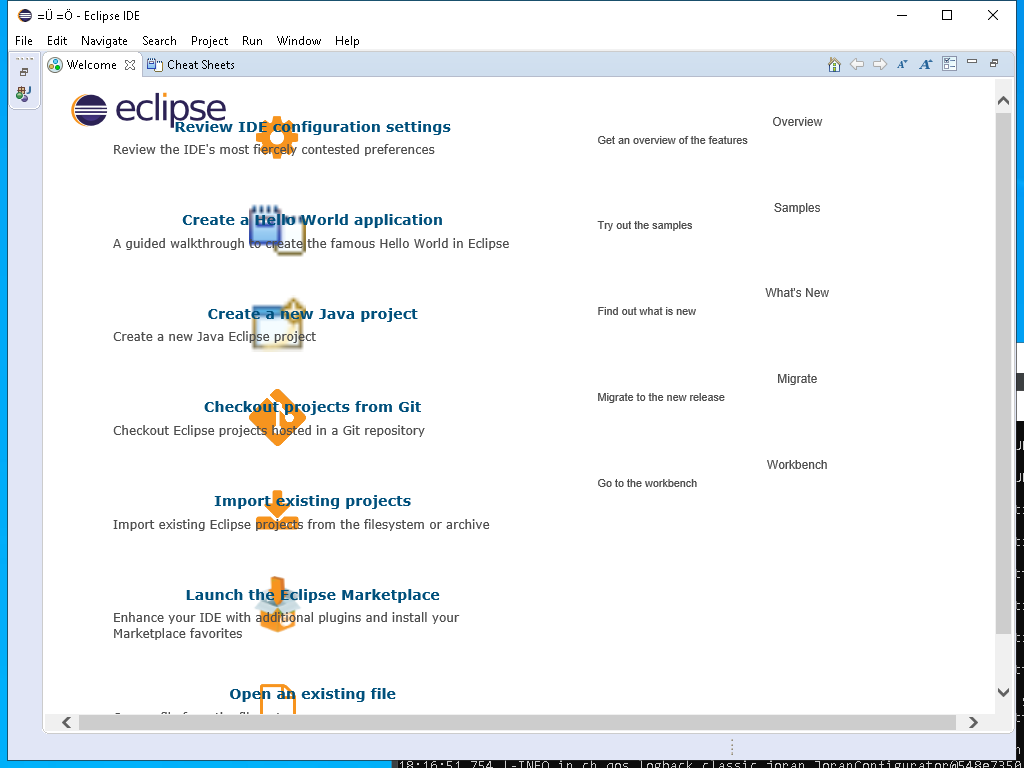 =Ü =Ö - Eclipse IDE
File Edit Navigate Search Project Run Window Help
Welcome Cheat Sheets
eclipse
Review IDE configuration settings
Review the IDE's most fiercely contested preferences
Create a Hello World application
A guided walkthrough to create the famous Hello World in Eclipse
Create a new Java project
Create a new Java Eclipse project
Checkout projects from Git
Checkout Eclipse projects hosted in a Git repository
Import existing projects
Import existing Eclipse projects from the filesystem or archive
Launch the Eclipse Marketplace
Enhance your IDE with additional plugins and install your
Marketplace favorites
Open an existing file
Overview
Get an overview of the features
Samples
Try out the samples
What's New
Find out what is new
Migrate
Migrate to the new release
Workbench
Go to the workbench
18:16:51,754 |-INFO in ch.qos.logback.classic.joran.JoranConfigurator@548e7350